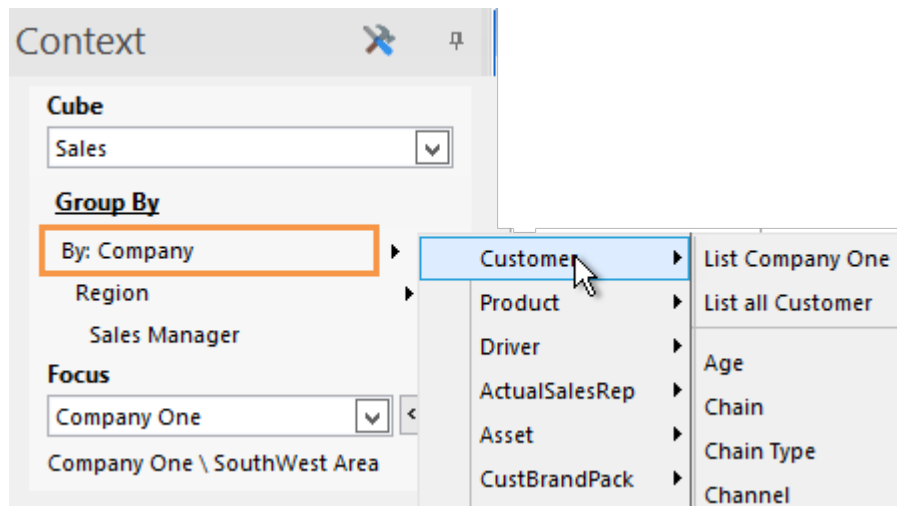 Context
Cube
Sales
Group By
By: Company
Region
Sales Manager
Focus
Company One
<
Company One \ SouthWest Area
Customer
Product
Driver
ActualSalesRep
Asset
CustBrandPack
List Company One
List all Customer
Age
Chain
Chain Type
Channel